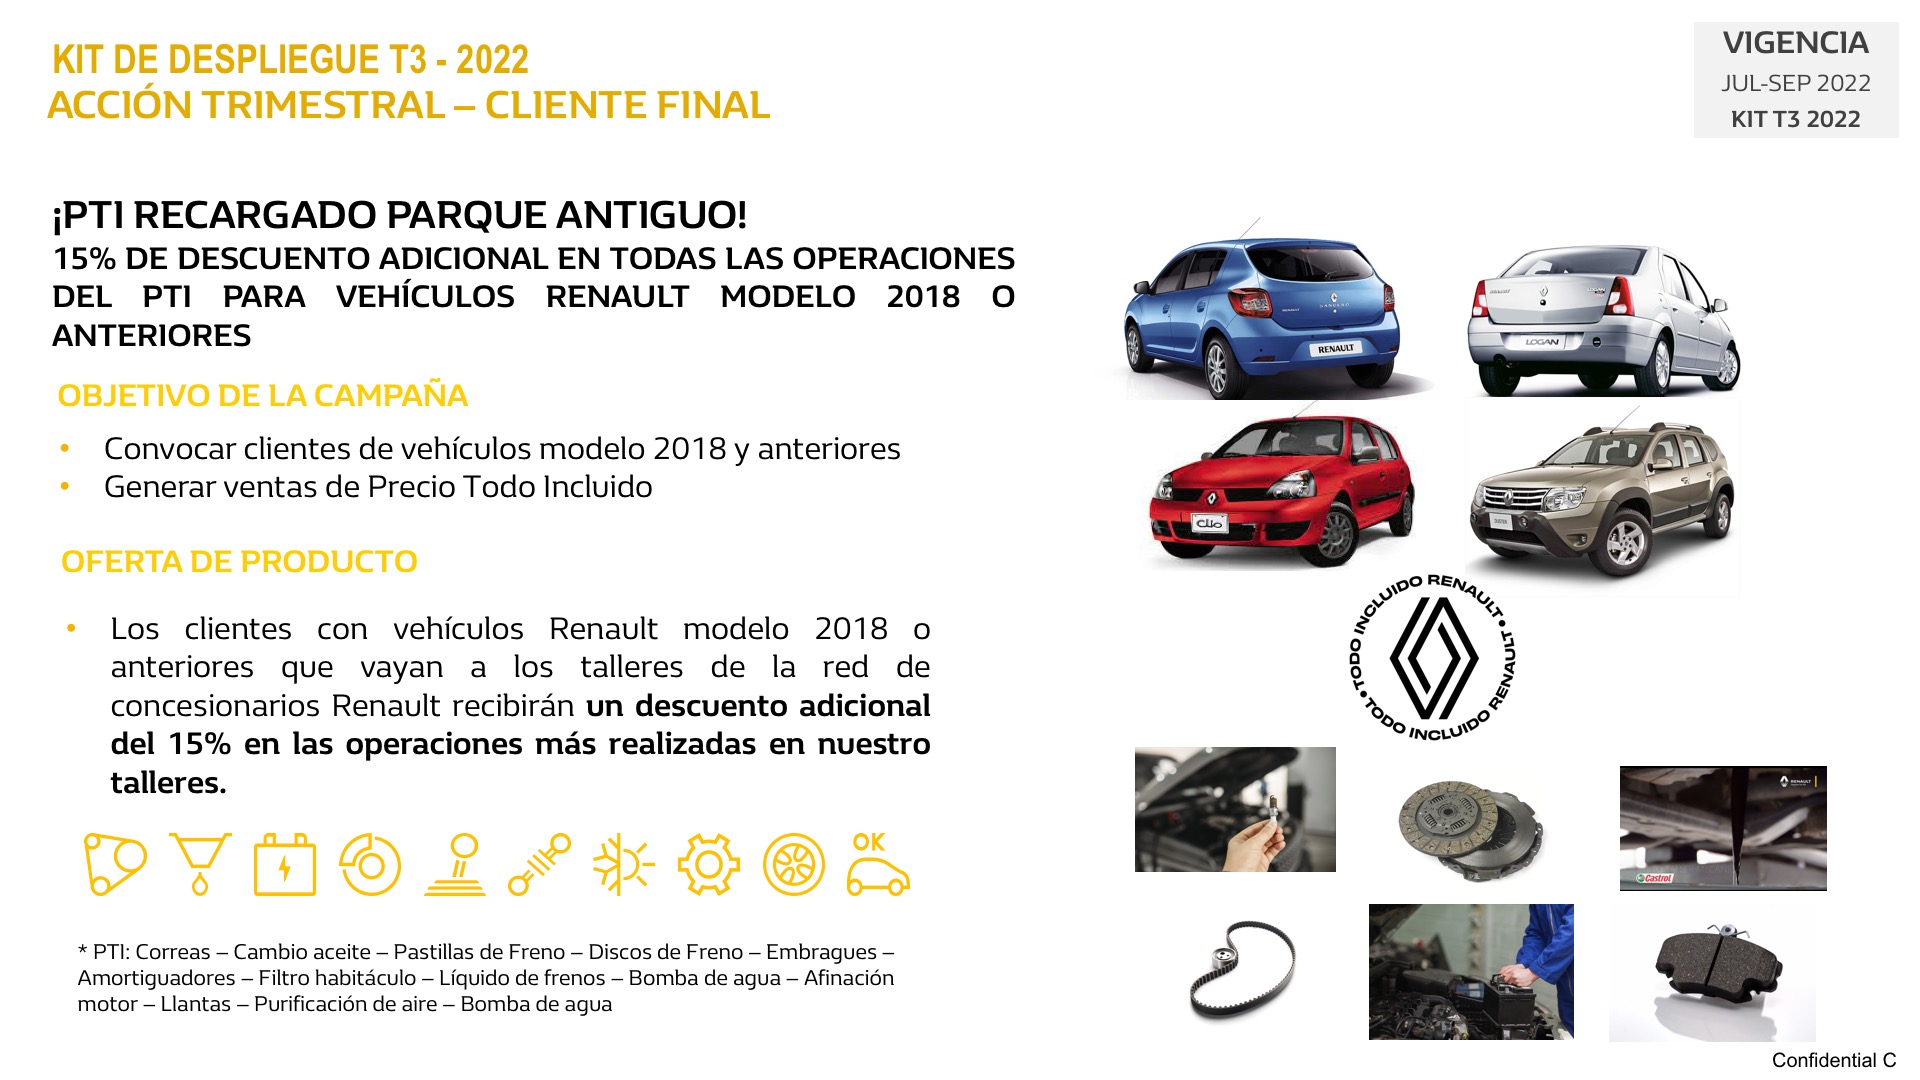 KIT DE DESPLIEGUE T3 - 2022
ACCIÓN TRIMESTRAL – CLIENTE FINAL
VIGENCIA
JUL-SEP 2022
KIT T3 2022
¡PTI RECARGADO PARQUE ANTIGUO!
15% DE DESCUENTO ADICIONAL EN TODAS LAS OPERACIONES
DEL PTI PARA VEHÍCULOS RENAULT MODELO 2018 O
ANTERIORES
OBJETIVO DE LA CAMPAÑA
• Convocar clientes de vehículos modelo 2018 y anteriores
• Generar ventas de Precio Todo Incluido
OFERTA DE PRODUCTO
• Los clientes con vehículos Renault modelo 2018 o
anteriores que vayan a los talleres de la red de
concesionarios Renault recibirán un descuento adicional
del 15% en las operaciones más realizadas en nuestro
talleres.
OK
* PTI: Correas – Cambio aceite – Pastillas de Freno – Discos de Freno – Embragues –
Amortiguadores – Filtro habitáculo – Líquido de frenos – Bomba de agua – Afinación
motor – Llantas – Purificación de aire – Bomba de agua
SANDERO
RENAULT
LOGAN
Clio
DUSTER
TODO INCLUIDO RENAULT • TODO INCLUIDO RENAULT •
RENAULT
Castrol
Confidential C